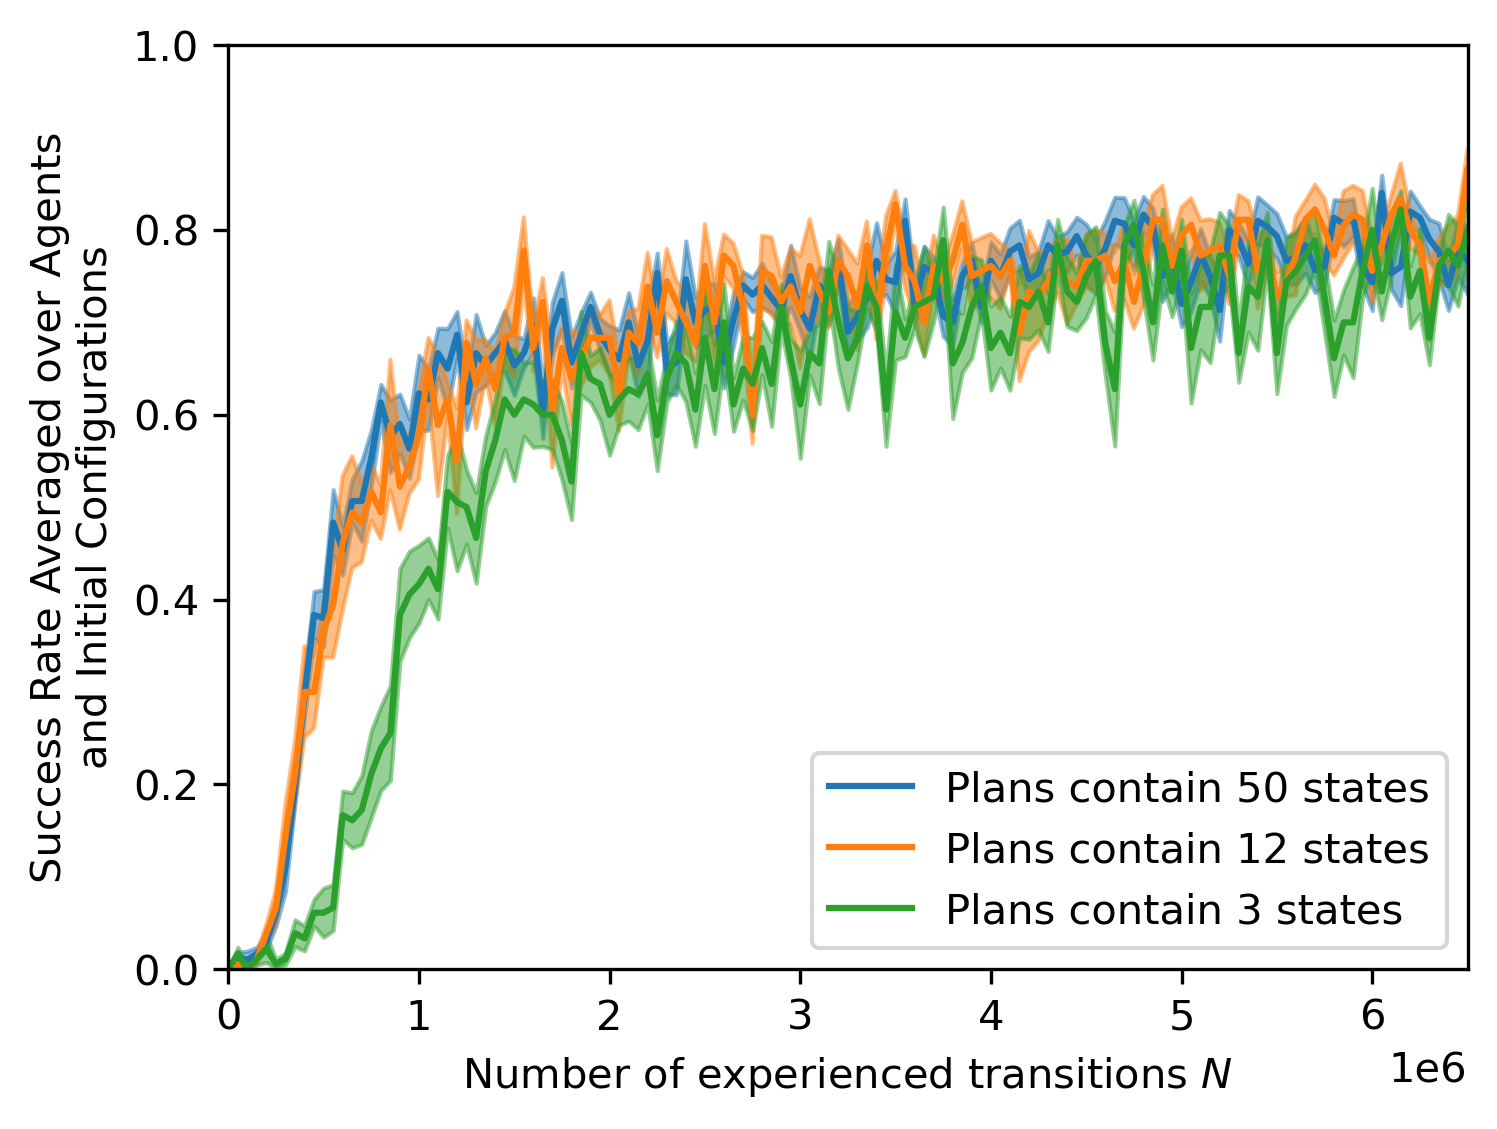 Success Rate Averaged over Agents
and Initial Configurations
1.0
0.8
0.6
0.4
0.2
0.0
0 1 2 3 4 5 6
1e6
Number of experienced transitions N
Plans contain 50 states
Plans contain 12 states
Plans contain 3 states